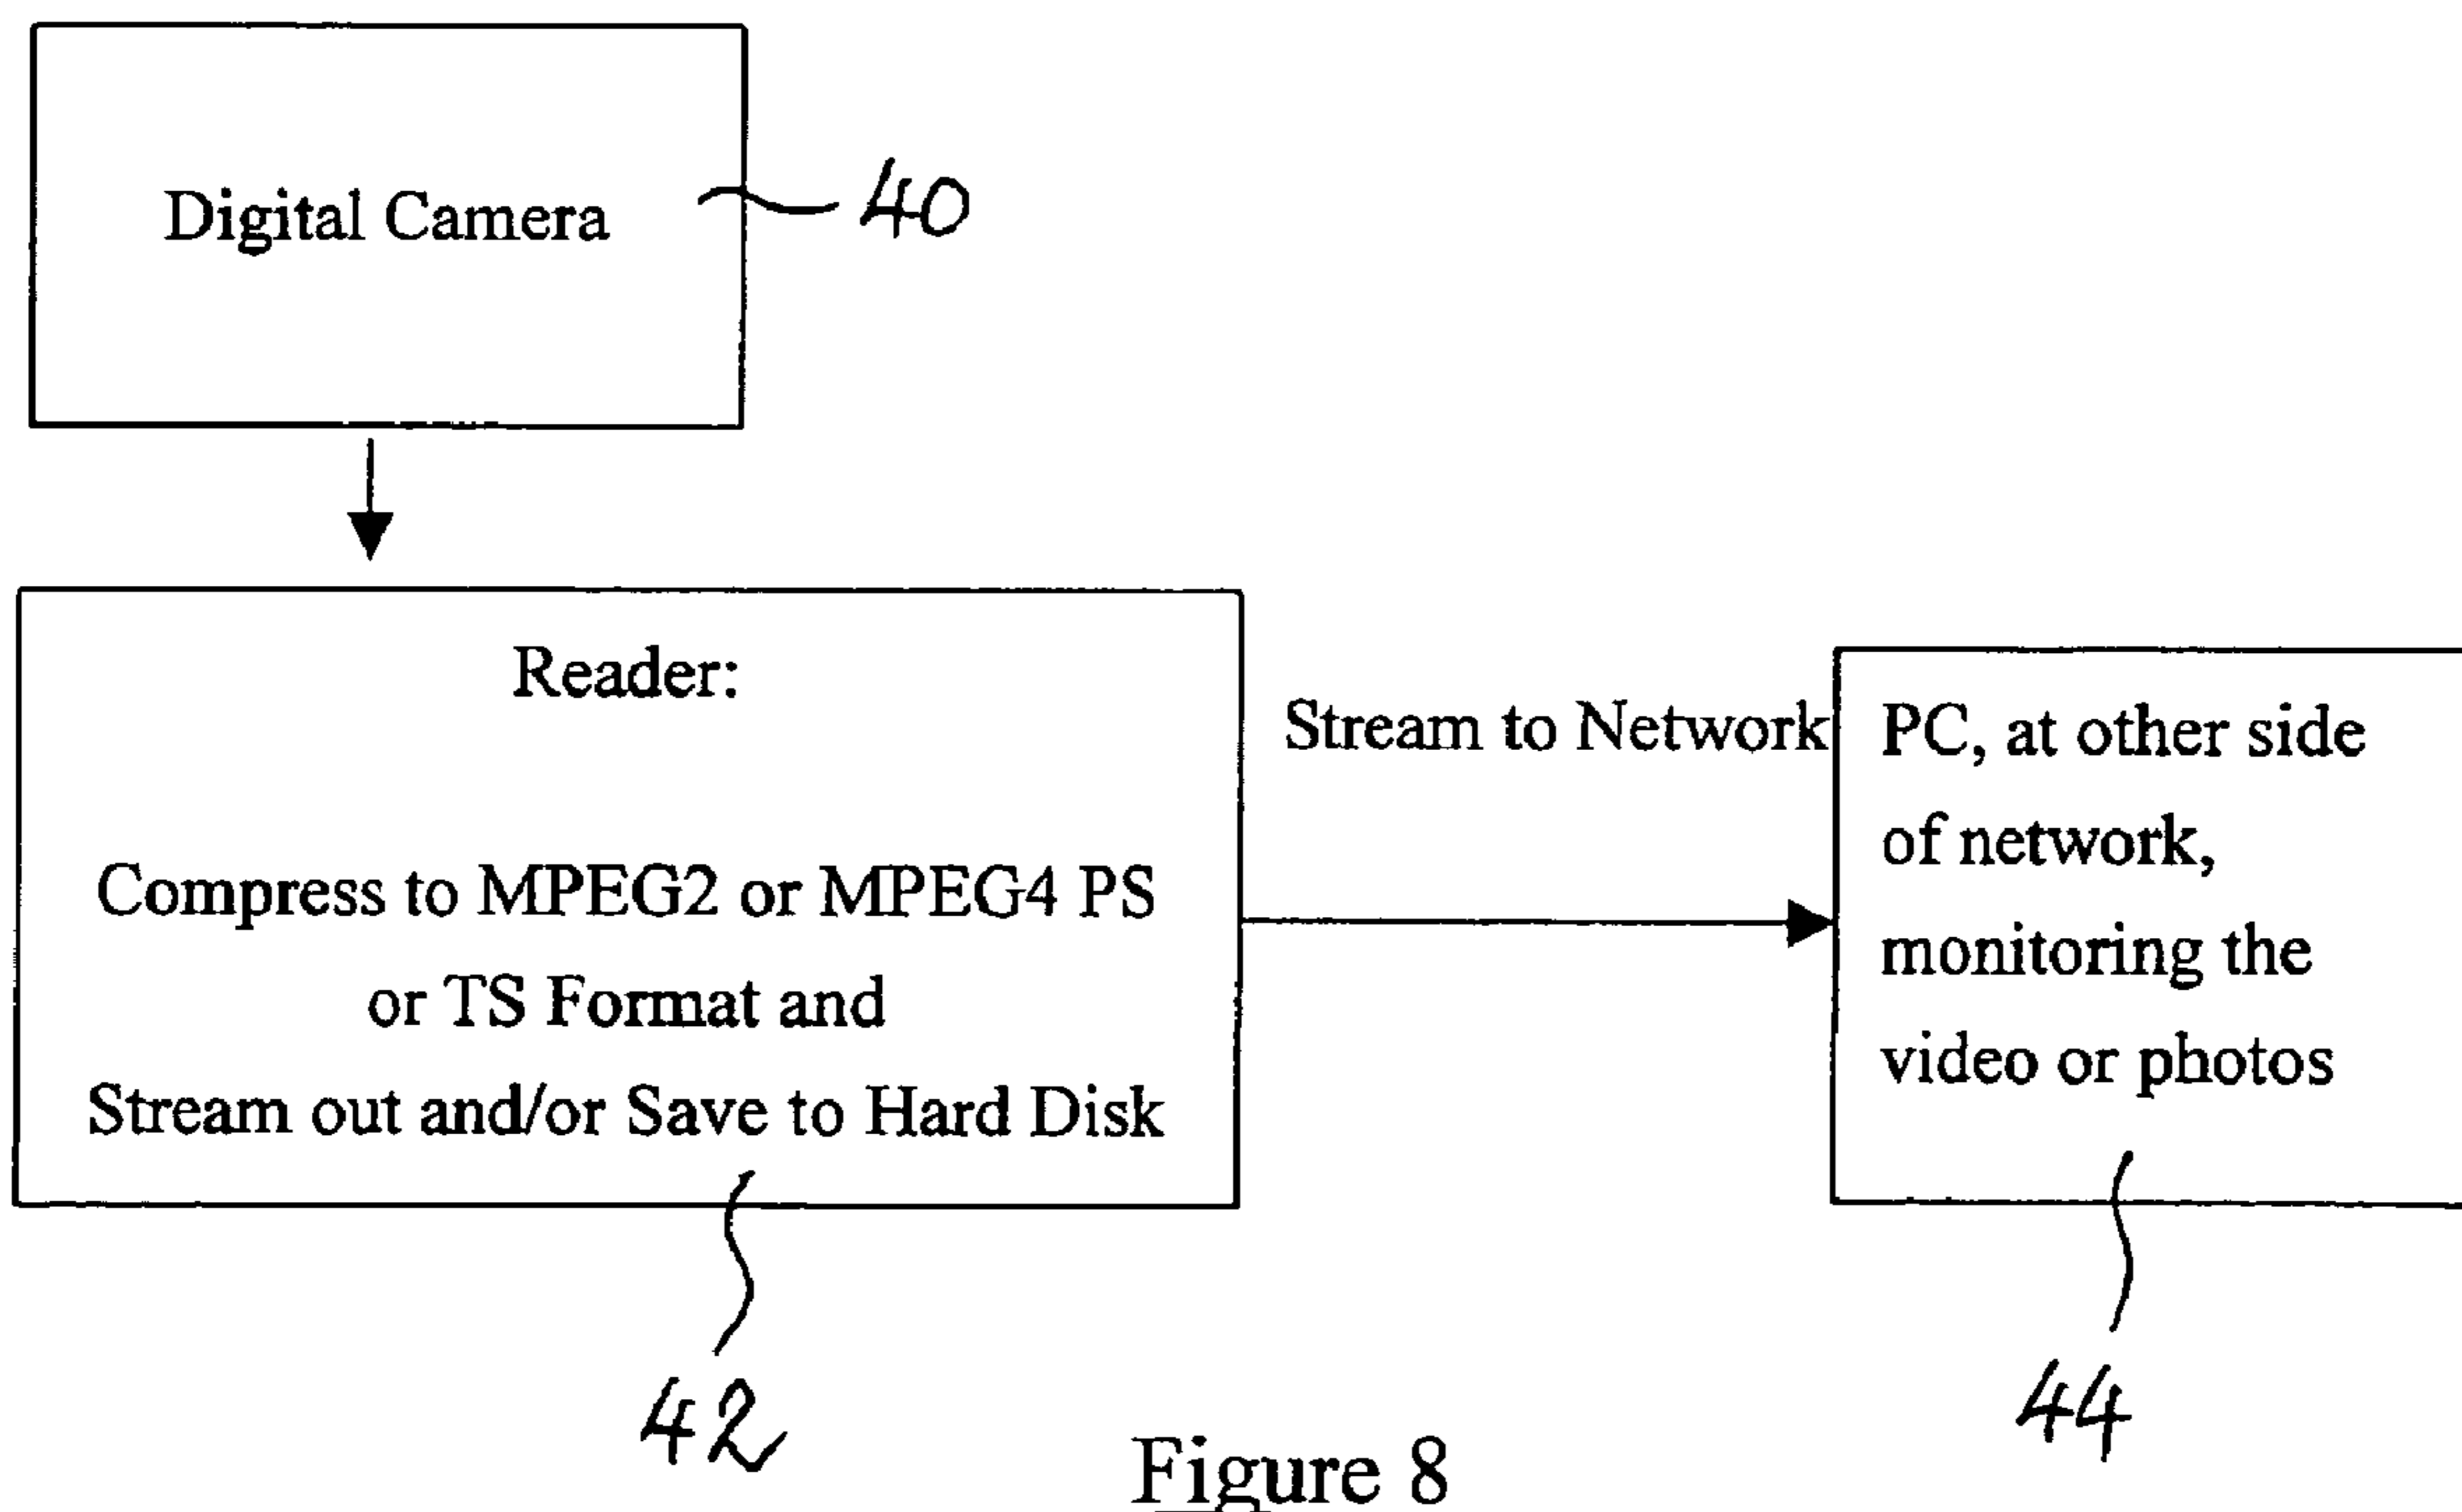 Digital Camera
40
Reader:
Compress to MPEG2 or MPEG4 PS
or TS Format and
Stream out and/or Save to Hard Disk
42
Stream to Network
PC, at other side
of network,
monitoring the
video or photos
44
Figure 8